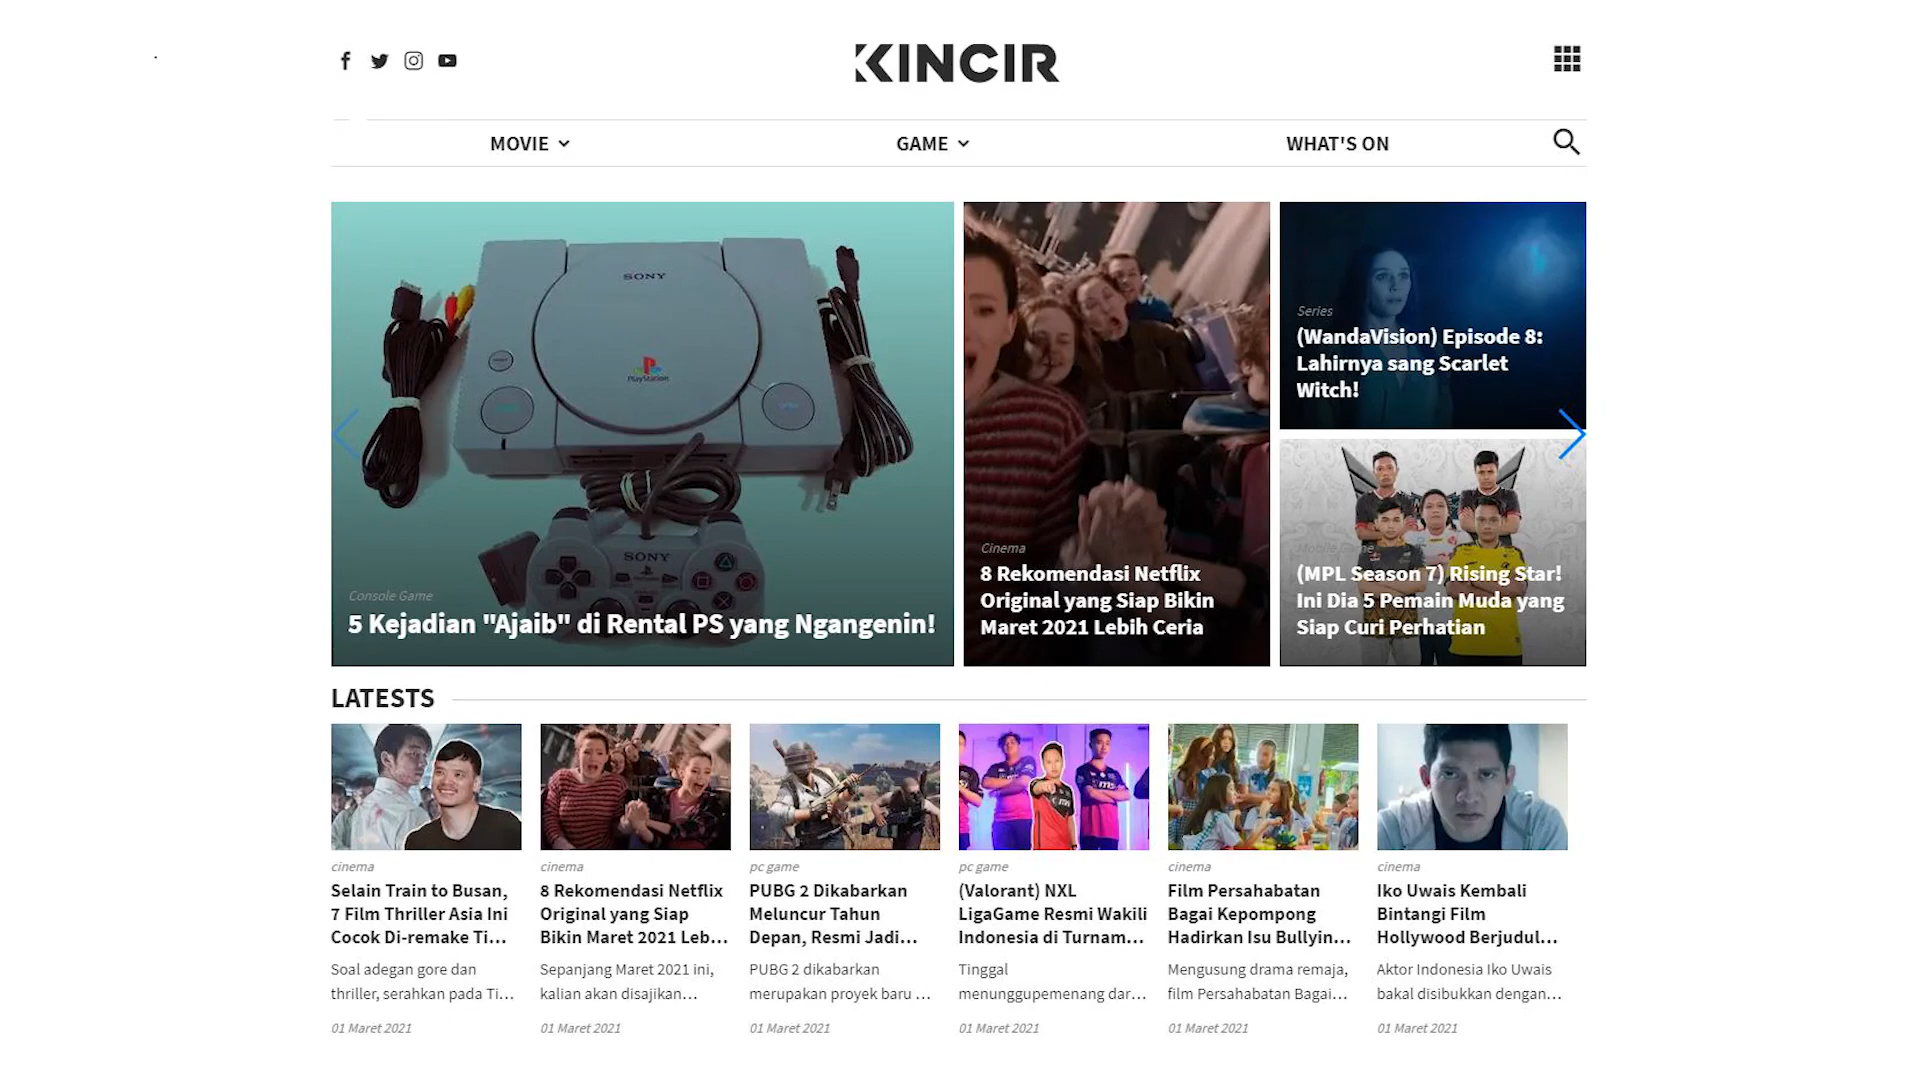 KINCIR
MOVIE
GAME
WHAT'S ON
SONY
PlayStation
SONY
Console Game
5 Kejadian "Ajaib" di Rental PS yang Ngangenin!
Cinema
8 Rekomendasi Netflix
Original yang Siap Bikin
Maret 2021 Lebih Ceria
Series
(WandaVision) Episode 8:
Lahirnya sang Scarlet
Witch!
Mobile Game
(MPL Season 7) Rising Star!
Ini Dia 5 Pemain Muda yang
Siap Curi Perhatian
LATESTS
cinema
Selain Train to Busan,
7 Film Thriller Asia Ini
Cocok Di-remake Ti...
Soal adegan gore dan
thriller, serahkan pada Ti...
01 Maret 2021
cinema
8 Rekomendasi Netflix
Original yang Siap
Bikin Maret 2021 Leb...
Sepanjang Maret 2021 ini,
kalian akan disajikan...
01 Maret 2021
pc game
PUBG 2 Dikabarkan
Meluncur Tahun
Depan, Resmi Jadi...
PUBG 2 dikabarkan
merupakan proyek baru ...
01 Maret 2021
pc game
(Valorant) NXL
LigaGame Resmi Wakili
Indonesia di Turnam...
Tinggal
menunggupemenang dar...
01 Maret 2021
cinema
Film Persahabatan
Bagai Kepompong
Hadirkan Isu Bullyin...
Mengusung drama remaja,
film Persahabatan Bagai...
01 Maret 2021
cinema
Iko Uwais Kembali
Bintangi Film
Hollywood Berjudul...
Aktor Indonesia Iko Uwais
bakal disibukkan dengan...
01 Maret 2021